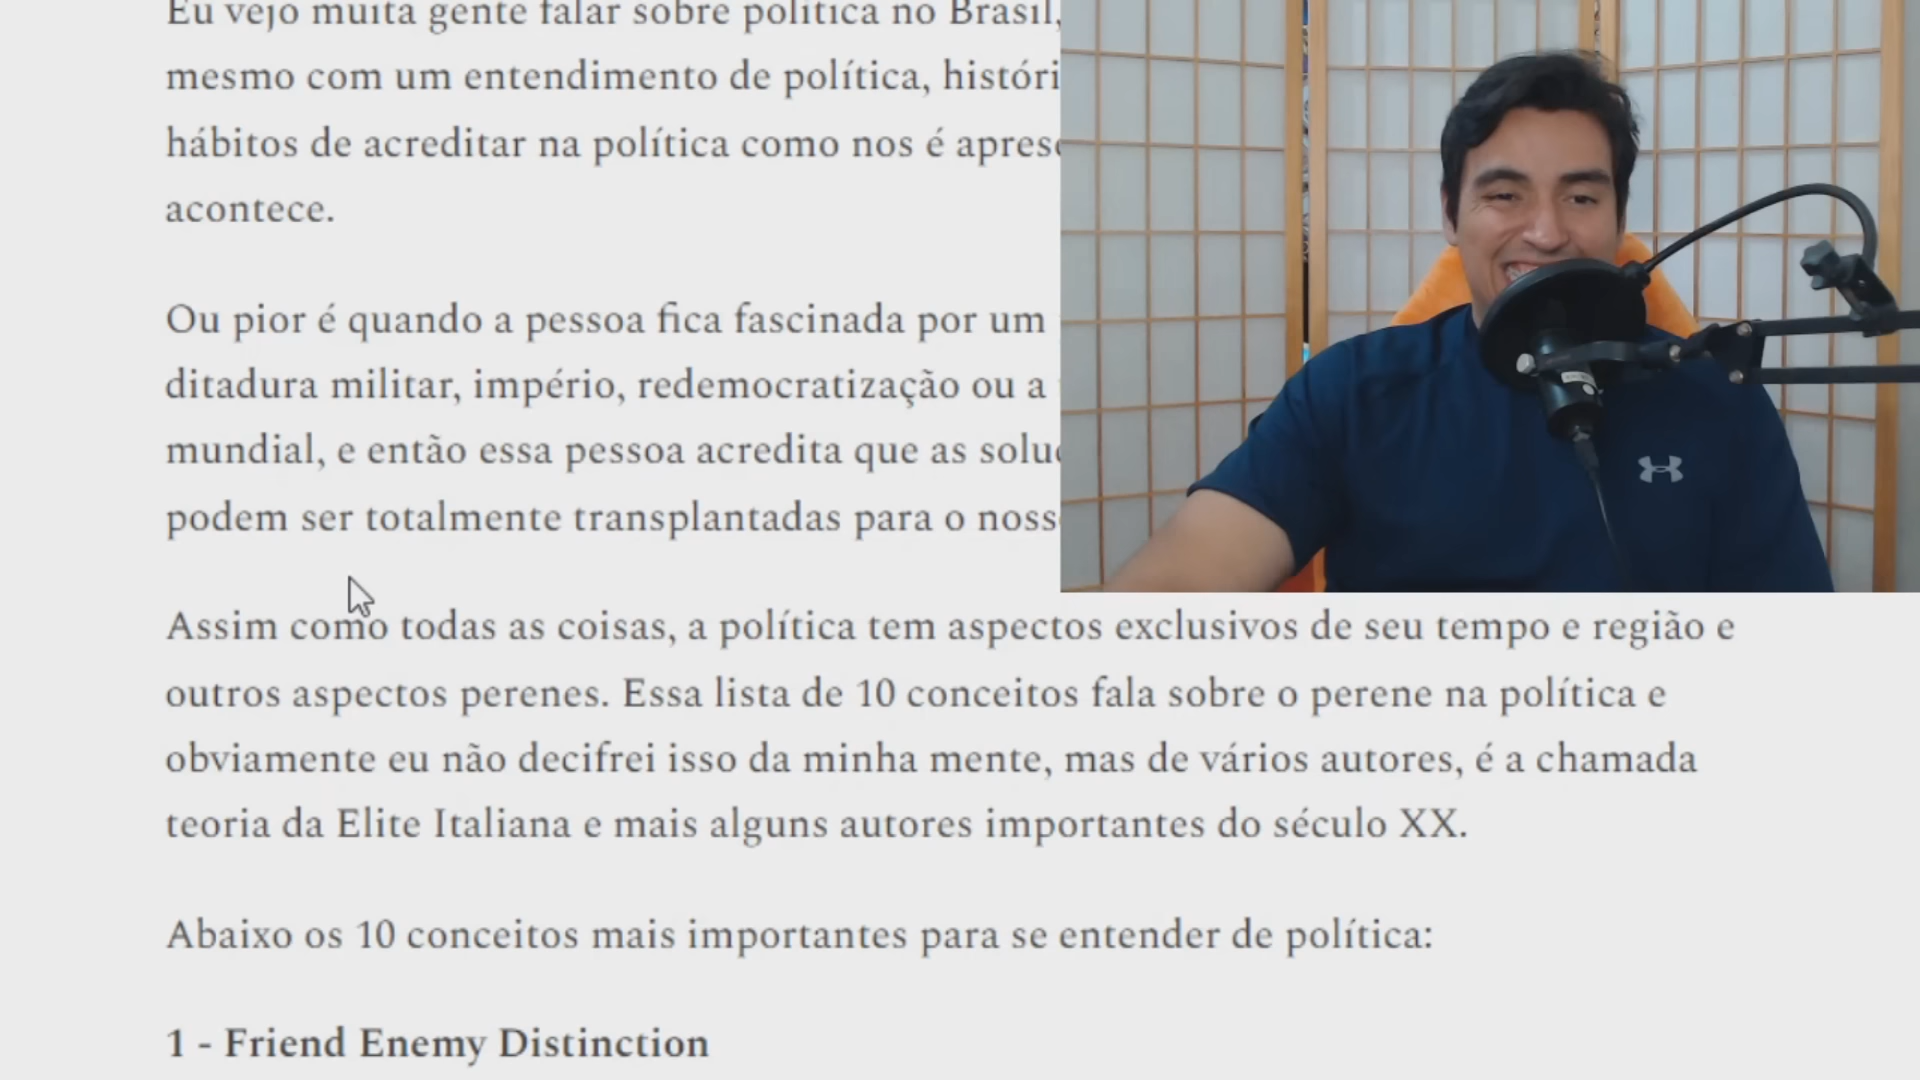 Eu vejo muita gente falar sobre política no Brasil,
mesmo com um entendimento de política, históri
hábitos de acreditar na política como nos é aprese
acontece.
Ou pior é quando a pessoa fica fascinada por um
ditadura militar, império, redemocratização ou a
mundial, e então essa pessoa acredita que as soluç
podem ser totalmente transplantadas para o nosso
Assim como todas as coisas, a política tem aspectos exclusivos de seu tempo e região e
outros aspectos perenes. Essa lista de 10 conceitos fala sobre o perene na política e
obviamente eu não decifrei isso da minha mente, mas de vários autores, é a chamada
teoria da Elite Italiana e mais alguns autores importantes do século XX.
Abaixo os 10 conceitos mais importantes para se entender de política:
1 - Friend Enemy Distinction